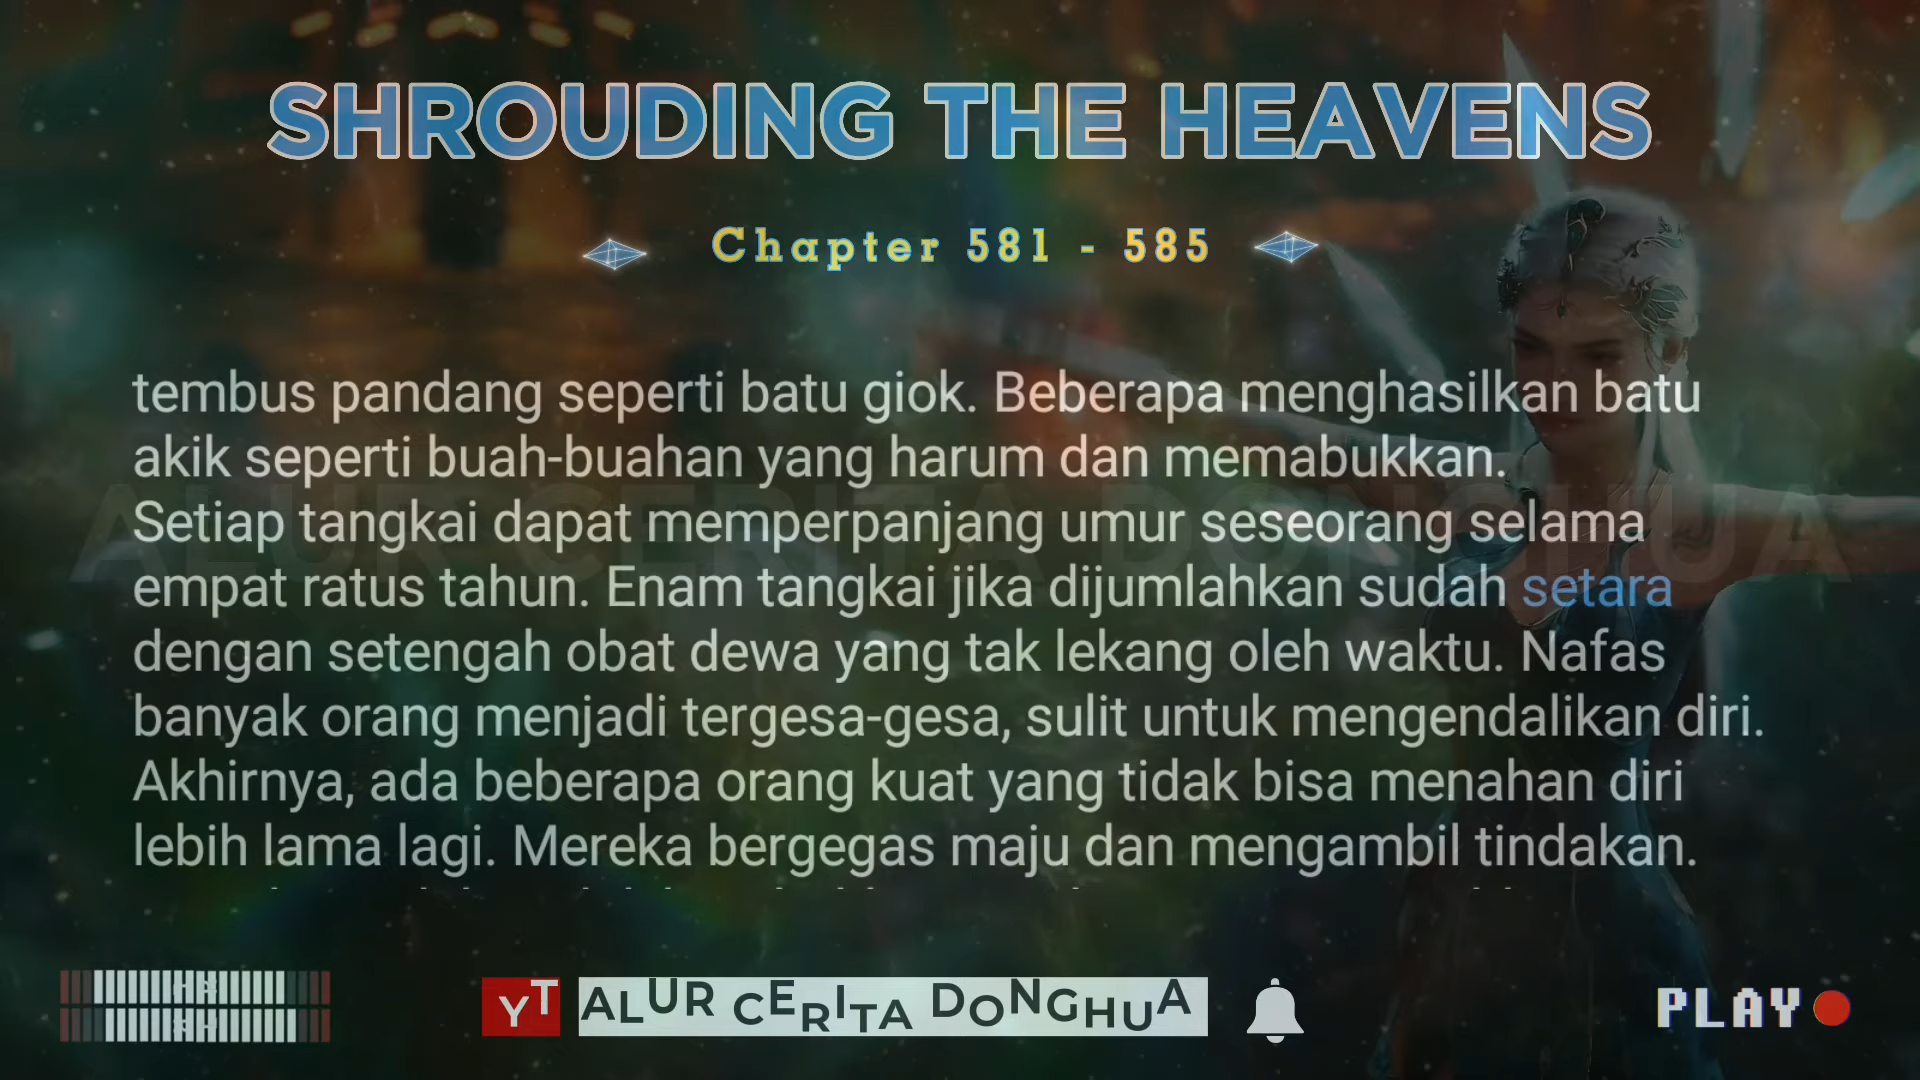 SHROUDING THE HEAVENS
Chapter 581 - 585
tembus pandang seperti batu giok. Beberapa menghasilkan batu
akik seperti buah-buahan yang harum dan memabukkan.
ALUR CERITA DONGHUA
Setiap tangkai dapat memperpanjang umur seseorang selama
empat ratus tahun. Enam tangkai jika dijumlahkan sudah setara
dengan setengah obat dewa yang tak lekang oleh waktu. Nafas
banyak orang menjadi tergesa-gesa, sulit untuk mengendalikan diri.
Akhirnya, ada beberapa orang kuat yang tidak bisa menahan diri
lebih lama lagi. Mereka bergegas maju dan mengambil tindakan.
YT ALUR CERITA DONGHUA
PLAY